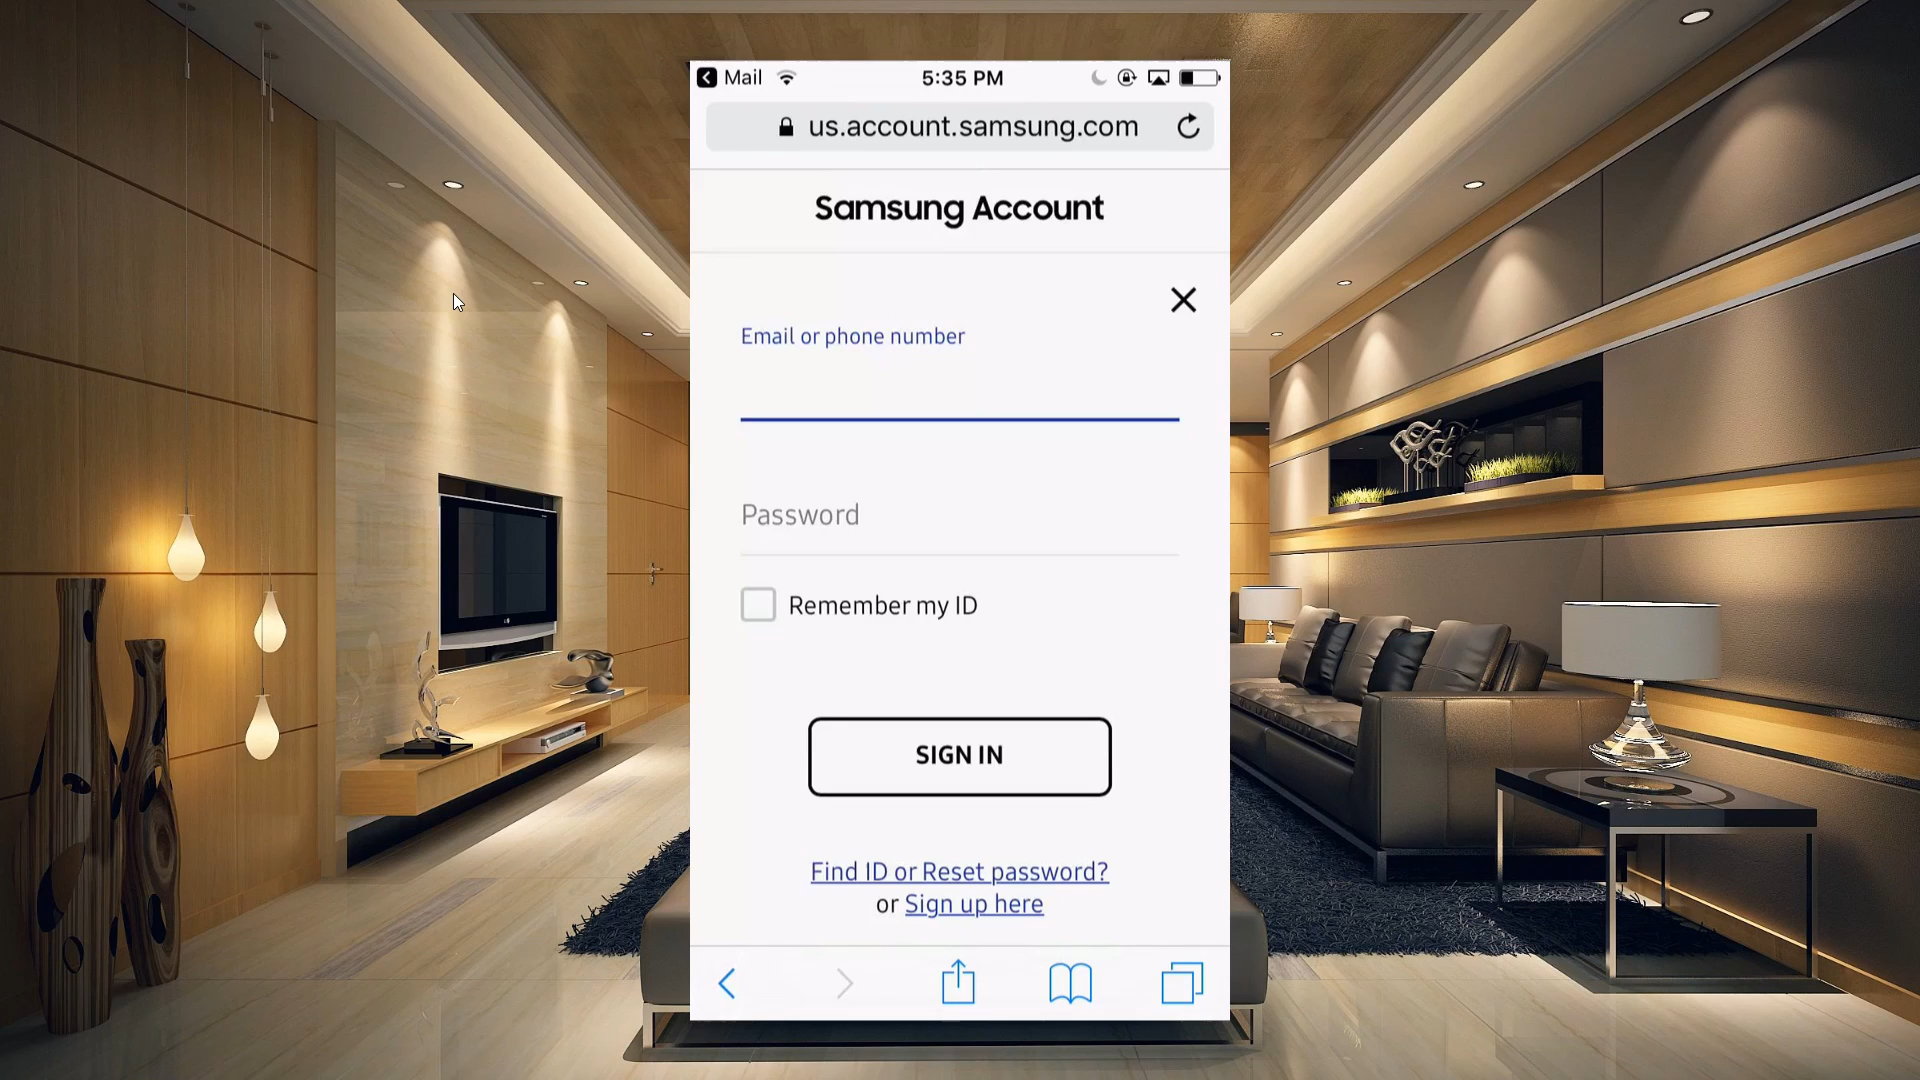 Mail
5:35 PM
us.account.samsung.com
Samsung Account
Email or phone number
Password
Remember my ID
SIGN IN
Find ID or Reset password?
or Sign up here